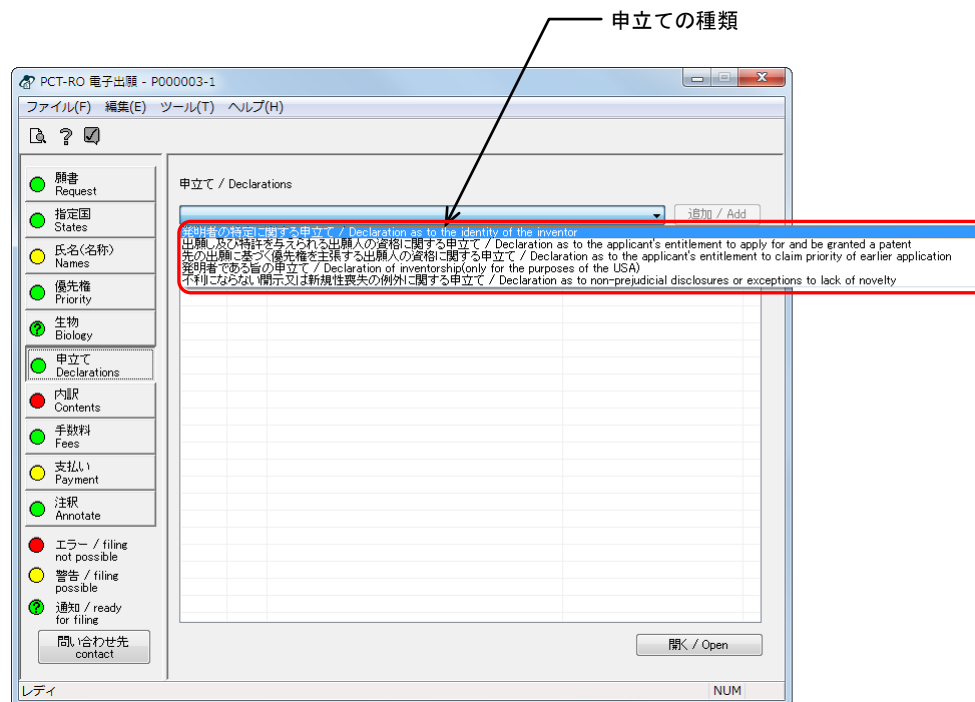 申立ての種類
PCT-RO 電子出願 - P000003-1
ファイル(F) 編集(E) ツール(T) ヘルプ(H)
願書
Request
指定国
States
氏名(名称)
Names
優先権
Priority
生物
Biology
申立て
Declarations
内訳
Contents
手数料
Fees
支払い
Payment
注釈
Annotate
エラー / filing
not possible
警告 / filing
possible
通知 / ready
for filing
問い合わせ先
contact
申立て / Declarations
追加 / Add
発明者の特定に関する申立て / Declaration as to the identity of the inventor
出願し及び特許を与えられる出願人の資格に関する申立て / Declaration as to the applicant's entitlement to apply for and be granted a patent
先の出願に基づく優先権を主張する出願人の資格に関する申立て / Declaration as to the applicant's entitlement to claim priority of earlier application
発明者である旨の申立て / Declaration of inventorship(only for the purposes of the USA)
不利にならない開示又は新規性喪失の例外に関する申立て / Declaration as to non-prejudicial disclosures or exceptions to lack of novelty
開く / Open
レディ
NUM